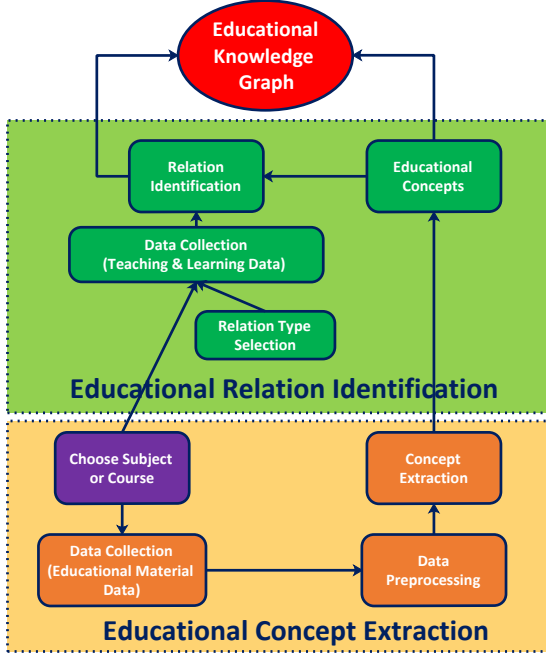 Educational
Knowledge
Graph
Relation
Identification
Educational
Concepts
Data Collection
(Teaching & Learning Data)
Relation Type
Selection
Educational Relation Identification
Choose Subject
or Course
Concept
Extraction
Data Collection
(Educational Material
Data)
Data
Preprocessing
Educational Concept Extraction